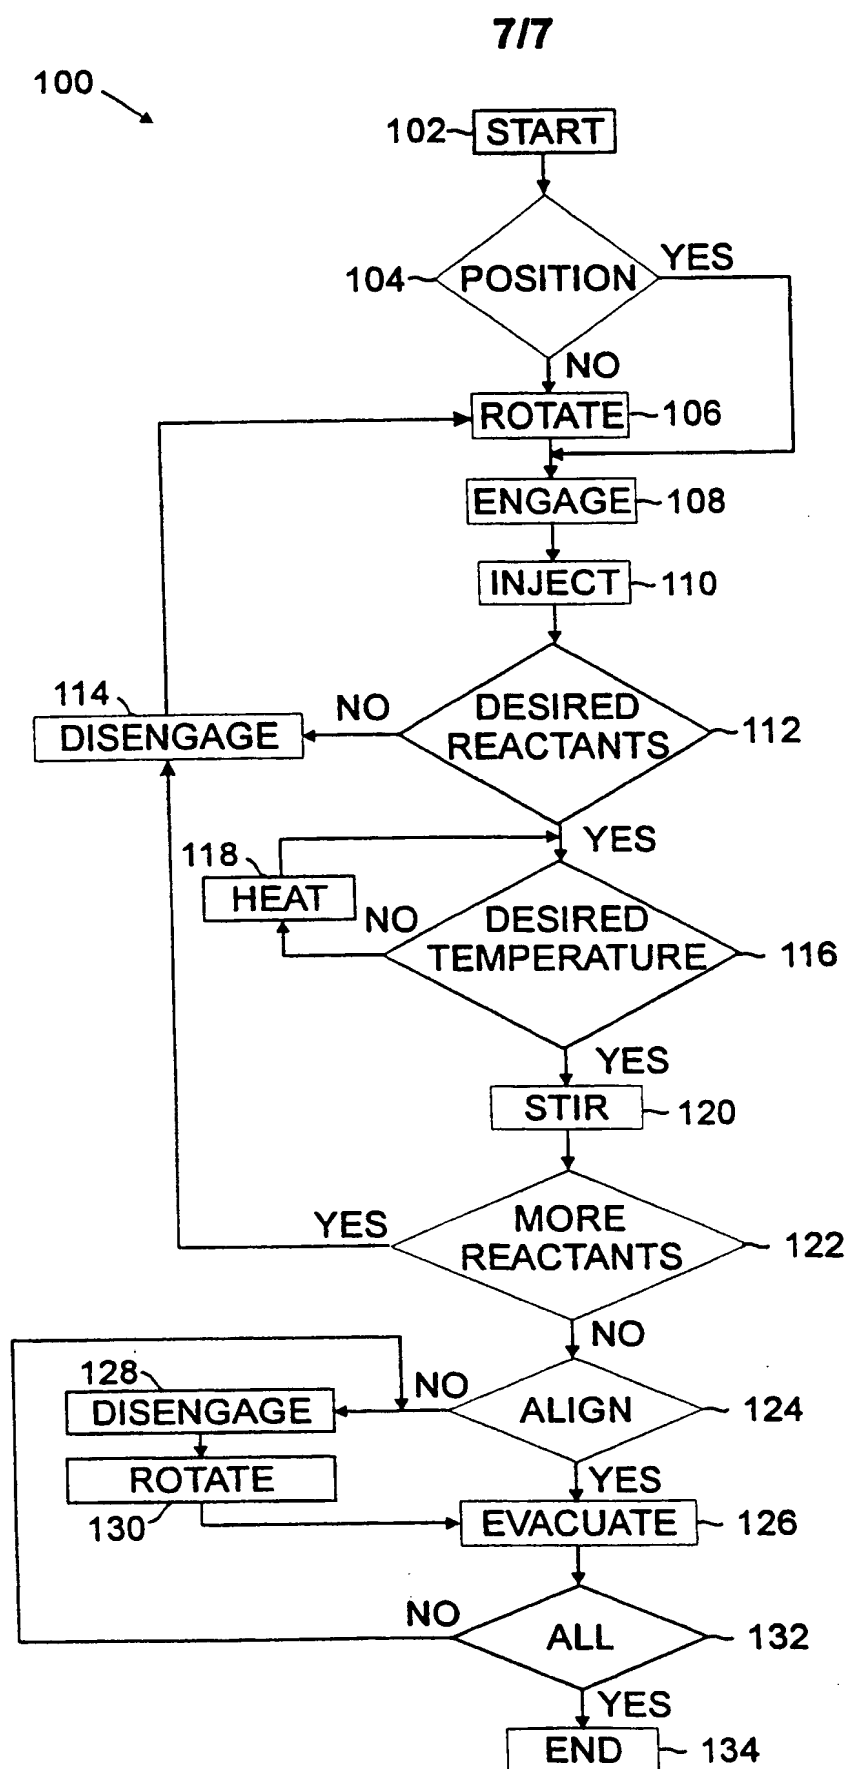 7/7
100
102 START
104 POSITION YES
NO
ROTATE 106
ENGAGE 108
INJECT 110
114
DISENGAGE
NO
DESIRED
REACTANTS
112
YES
118
HEAT
NO
DESIRED
TEMPERATURE
116
YES
STIR 120
YES
MORE
REACTANTS
122
NO
128
DISENGAGE
NO
ALIGN 124
ROTATE
130
YES
EVACUATE 126
NO
ALL 132
YES
END 134